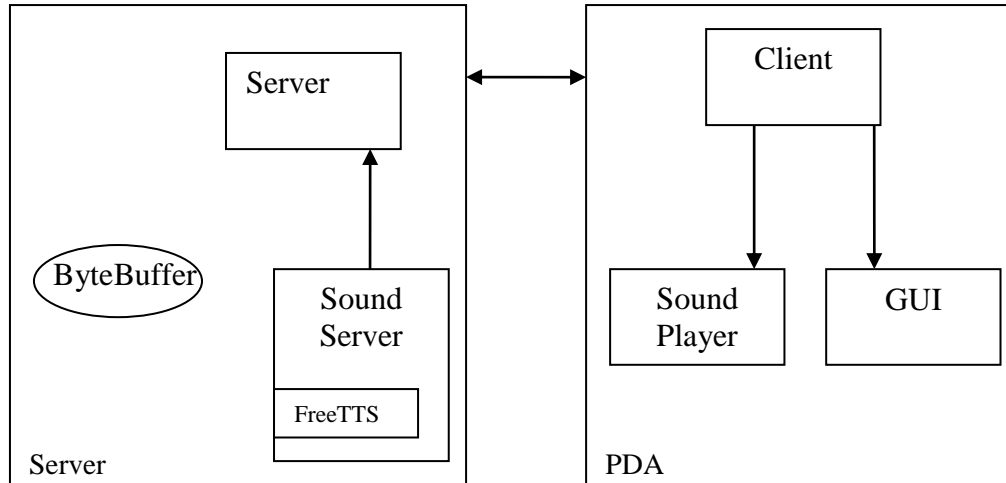 Server
ByteBuffer
Sound
Server
FreeTTS
Server
Client
Sound
Player
GUI
PDA